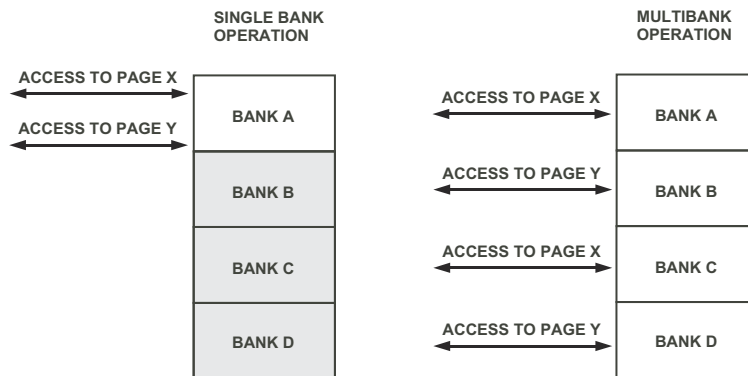 SINGLE BANK
OPERATION
ACCESS TO PAGE X
ACCESS TO PAGE Y
BANK A
BANK B
BANK C
BANK D
MULTIBANK
OPERATION
ACCESS TO PAGE X
BANK A
ACCESS TO PAGE Y
BANK B
ACCESS TO PAGE X
BANK C
ACCESS TO PAGE Y
BANK D